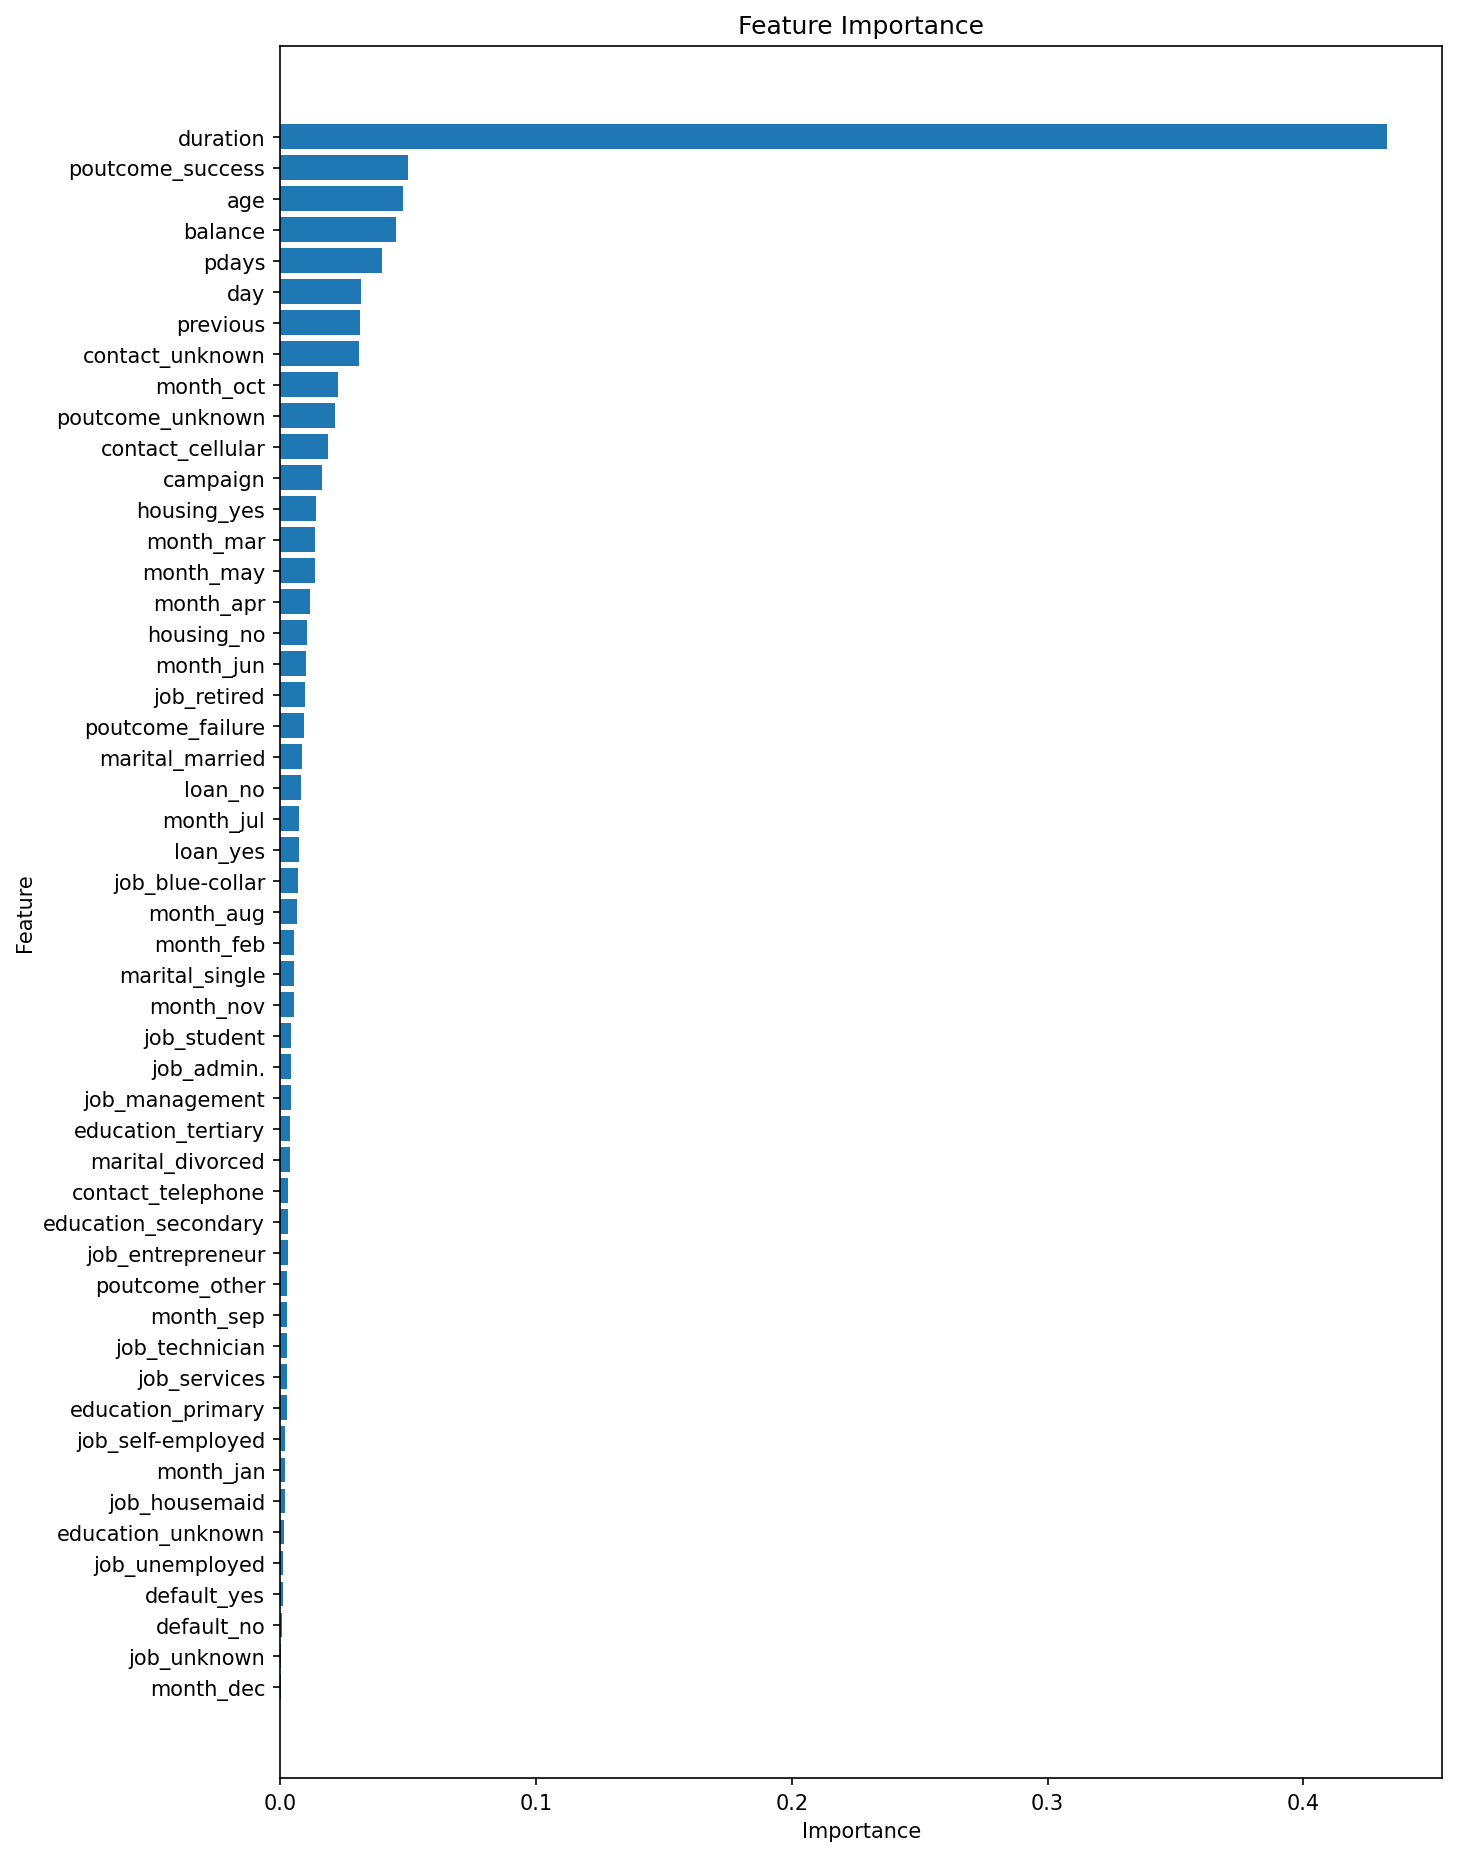 Feature Importance
duration
poutcome_success
age
balance
pdays
day
previous
contact_unknown
month_oct
poutcome_unknown
contact_cellular
campaign
housing_yes
month_mar
month_may
month_apr
housing_no
month_jun
job_retired
poutcome_failure
marital_married
loan_no
month_jul
loan_yes
job_blue-collar
month_aug
month_feb
marital_single
month_nov
job_student
job_admin.
job_management
education_tertiary
marital_divorced
contact_telephone
education_secondary
job_entrepreneur
poutcome_other
month_sep
job_technician
job_services
education_primary
job_self-employed
month_jan
job_housemaid
education_unknown
job_unemployed
default_yes
default_no
job_unknown
month_dec
Feature
0.0 0.1 0.2 0.3 0.4
Importance